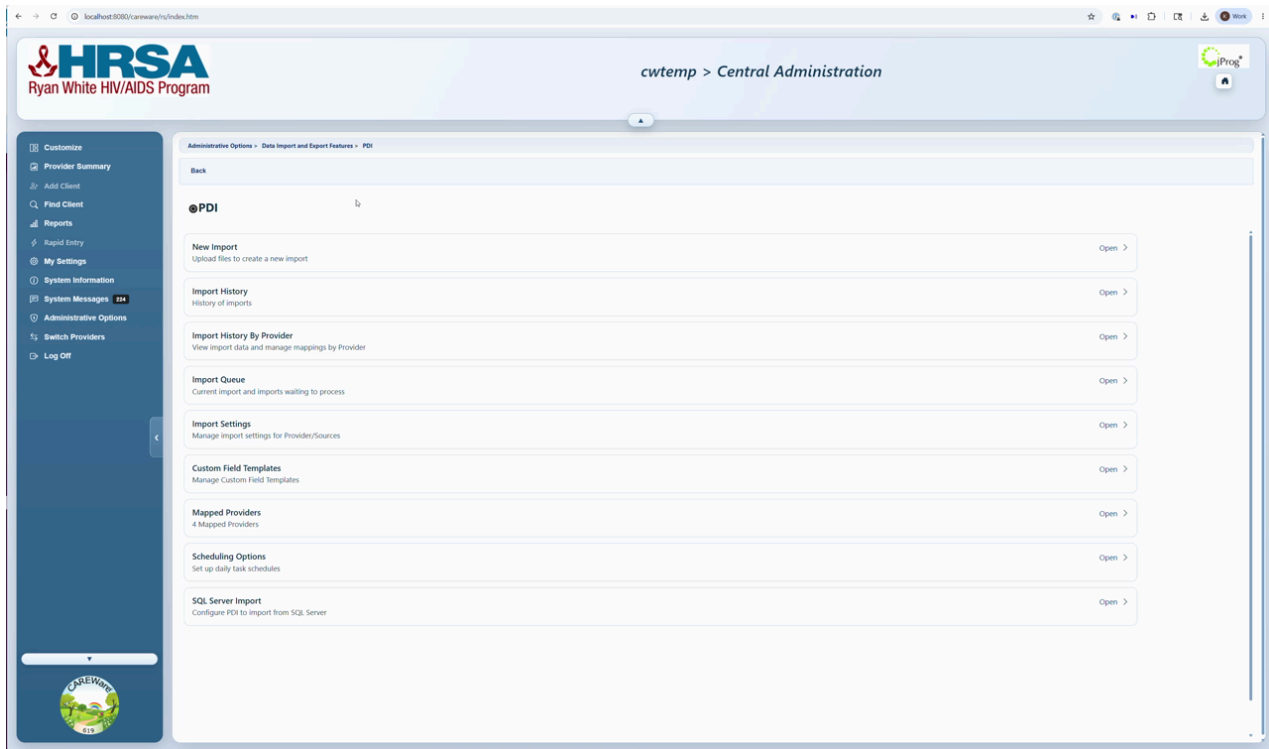 localhost:8080/careware/rs/index.htm
K Work
HRSA
Ryan White HIV/AIDS Program
cwtemp > Central Administration
jProg
Customize
Provider Summary
Add Client
Find Client
Reports
Rapid Entry
My Settings
System Information
System Messages 224
Administrative Options
Switch Providers
Log Off
CAREWare
619
Administrative Options > Data Import and Export Features > PDI
Back
PDI
New Import
Upload files to create a new import
Open
Import History
History of imports
Open
Import History By Provider
View import data and manage mappings by Provider
Open
Import Queue
Current import and imports waiting to process
Open
Import Settings
Manage import settings for Provider/Sources
Open
Custom Field Templates
Manage Custom Field Templates
Open
Mapped Providers
4 Mapped Providers
Open
Scheduling Options
Set up daily task schedules
Open
SQL Server Import
Configure PDI to import from SQL Server
Open